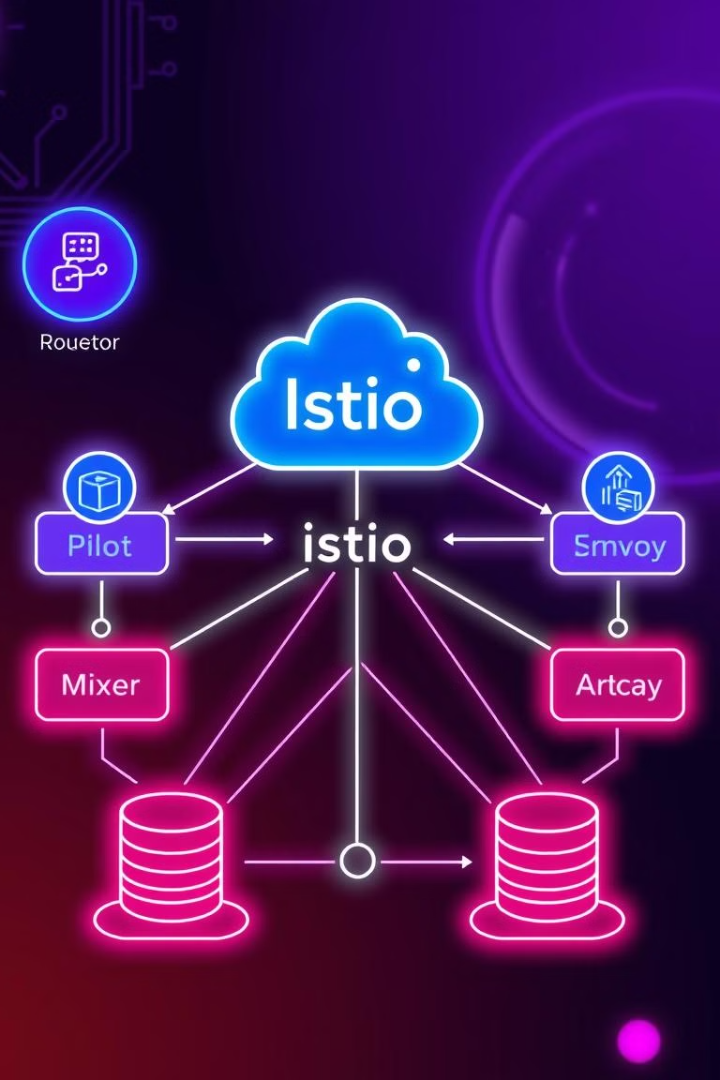 Rouetor
Istio
Pilot
istio
Smvoy
Mixer
Artcay